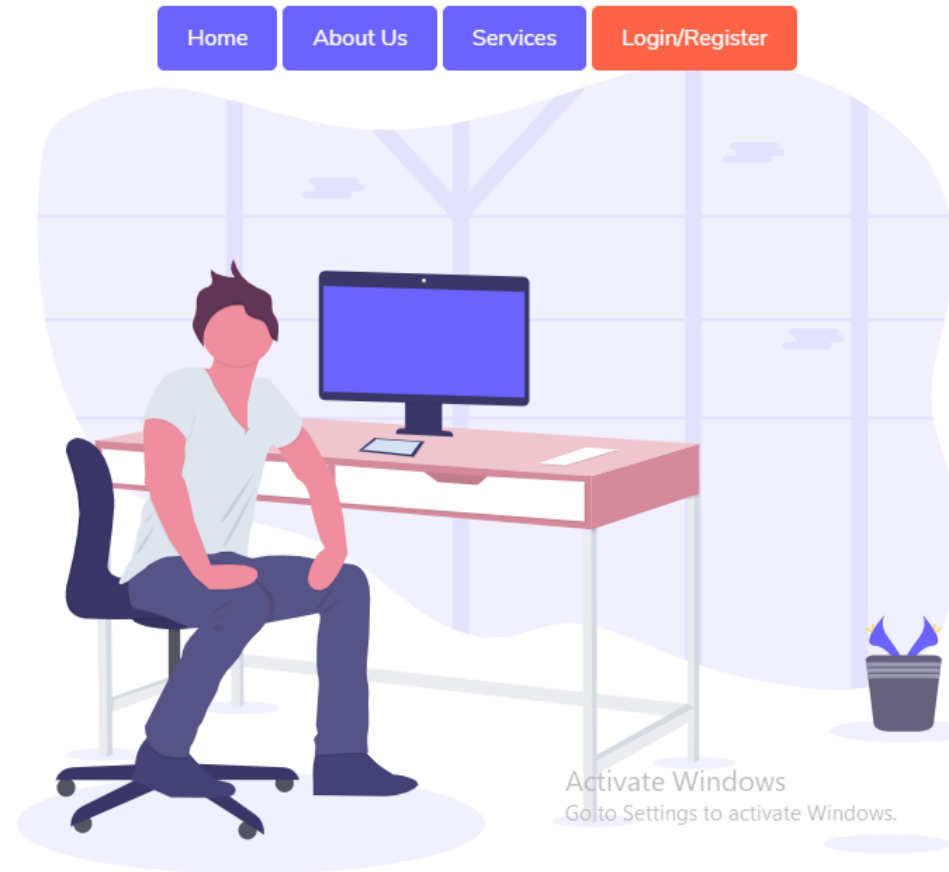 Home
About Us
Services
Login/Register
Activate Windows
Go to Settings to activate Windows.